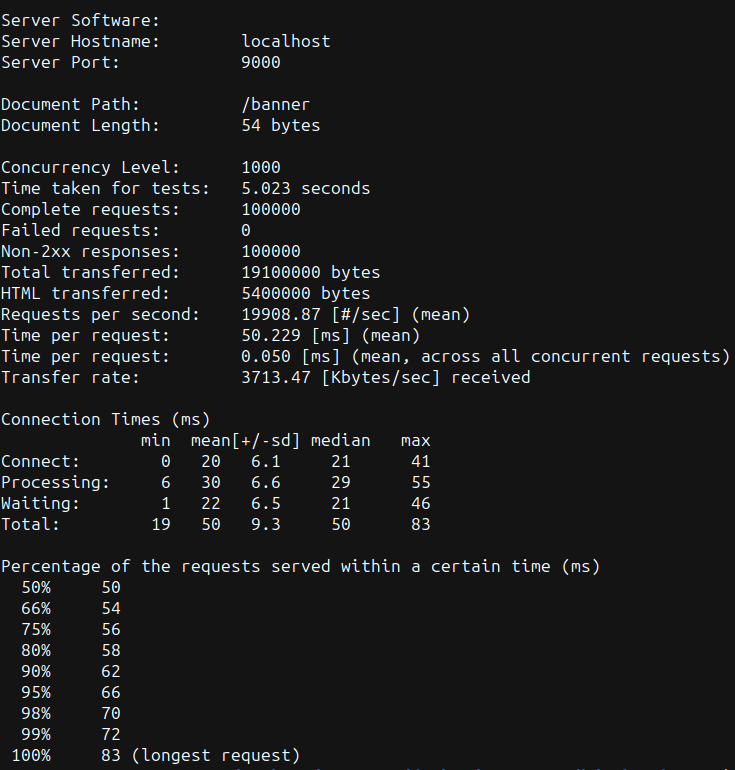 Server Software:
Server Hostname:        localhost
Server Port:            9000
Document Path:          /banner
Document Length:        54 bytes
Concurrency Level:      1000
Time taken for tests:   5.023 seconds
Complete requests:      100000
Failed requests:        0
Non-2xx responses:      100000
Total transferred:      19100000 bytes
HTML transferred:       5400000 bytes
Requests per second:    19908.87 [#/sec] (mean)
Time per request:       50.229 [ms] (mean)
Time per request:       0.050 [ms] (mean, across all concurrent requests)
Transfer rate:          3713.47 [Kbytes/sec] received
Connection Times (ms)
              min  mean[+/-sd] median   max
Connect:        0   20   6.1     21      41
Processing:     6   30   6.6     29      55
Waiting:        1   22   6.5     21      46
Total:         19   50   9.3     50      83
Percentage of the requests served within a certain time (ms)
  50%     50
  66%     54
  75%     56
  80%     58
  90%     62
  95%     66
  98%     70
  99%     72
 100%     83 (longest request)